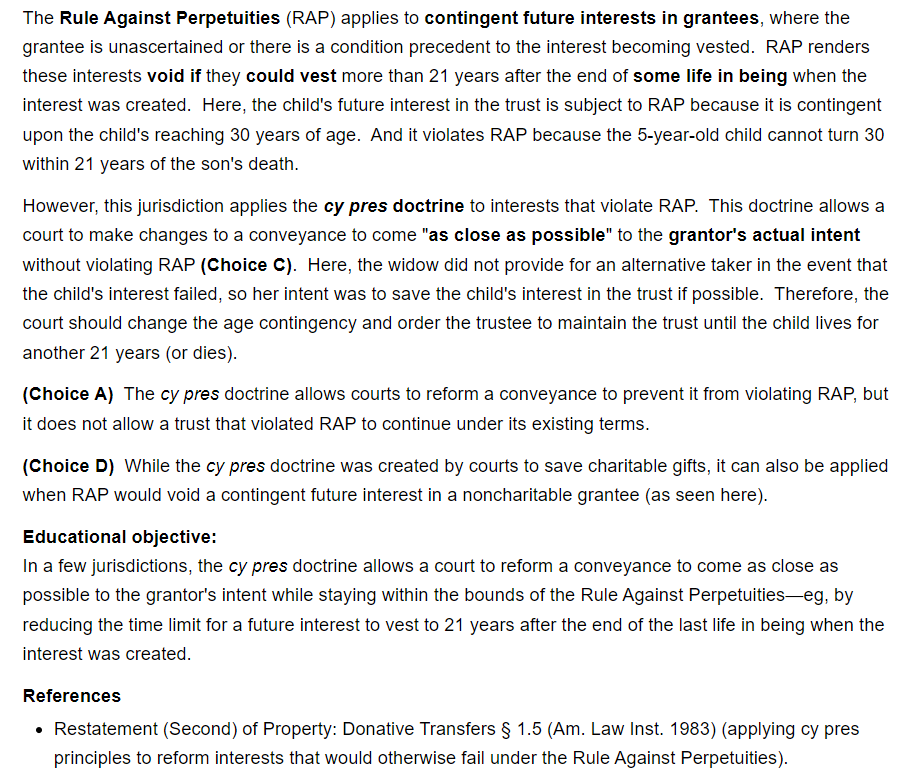 The Rule Against Perpetuities (RAP) applies to contingent future interests in grantees, where the
grantee is unascertained or there is a condition precedent to the interest becoming vested. RAP renders
these interests void if they could vest more than 21 years after the end of some life in being when the
interest was created. Here, the child's future interest in the trust is subject to RAP because it is contingent
upon the child's reaching 30 years of age. And it violates RAP because the 5-year-old child cannot turn 30
within 21 years of the son's death.
However, this jurisdiction applies the cy pres doctrine to interests that violate RAP. This doctrine allows a
court to make changes to a conveyance to come "as close as possible" to the grantor's actual intent
without violating RAP (Choice C). Here, the widow did not provide for an alternative taker in the event that
the child's interest failed, so her intent was to save the child's interest in the trust if possible. Therefore, the
court should change the age contingency and order the trustee to maintain the trust until the child lives for
another 21 years (or dies).
(Choice A) The cy pres doctrine allows courts to reform a conveyance to prevent it from violating RAP, but
it does not allow a trust that violated RAP to continue under its existing terms.
(Choice D) While the cy pres doctrine was created by courts to save charitable gifts, it can also be applied
when RAP would void a contingent future interest in a noncharitable grantee (as seen here).
Educational objective:
In a few jurisdictions, the cy pres doctrine allows a court to reform a conveyance to come as close as
possible to the grantor's intent while staying within the bounds of the Rule Against Perpetuities—eg, by
reducing the time limit for a future interest to vest to 21 years after the end of the last life in being when the
interest was created.
References
• Restatement (Second) of Property: Donative Transfers § 1.5 (Am. Law Inst. 1983) (applying cy pres
principles to reform interests that would otherwise fail under the Rule Against Perpetuities).